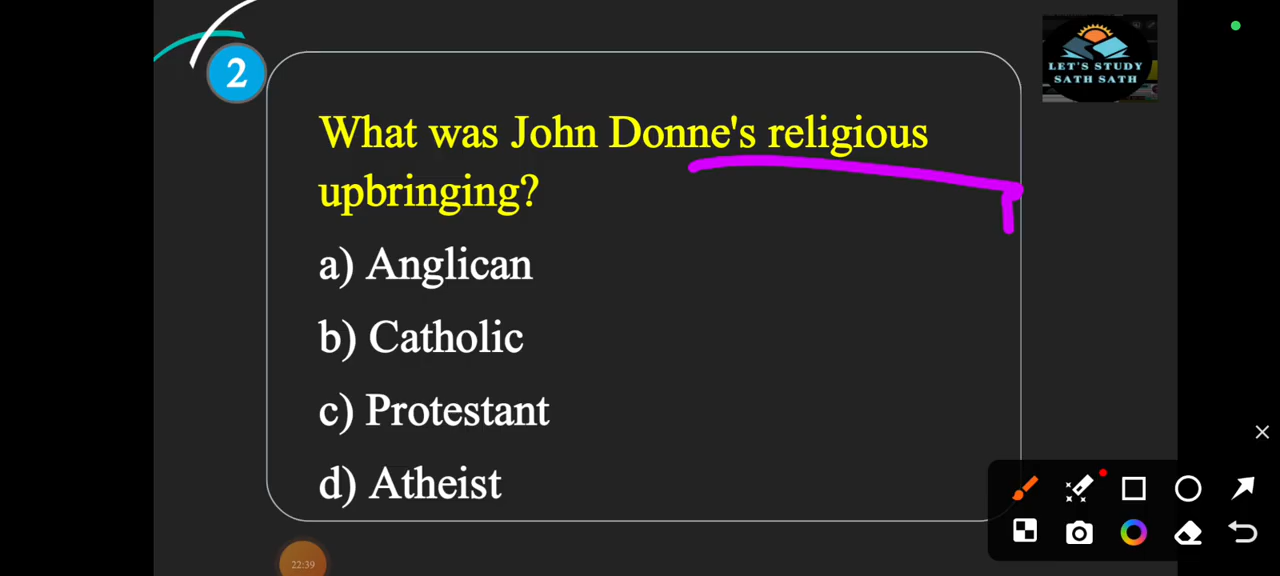 2
LET'S STUDY
SATH SATH
What was John Donne's religious
upbringing?
a) Anglican
b) Catholic
c) Protestant
d) Atheist
22:39